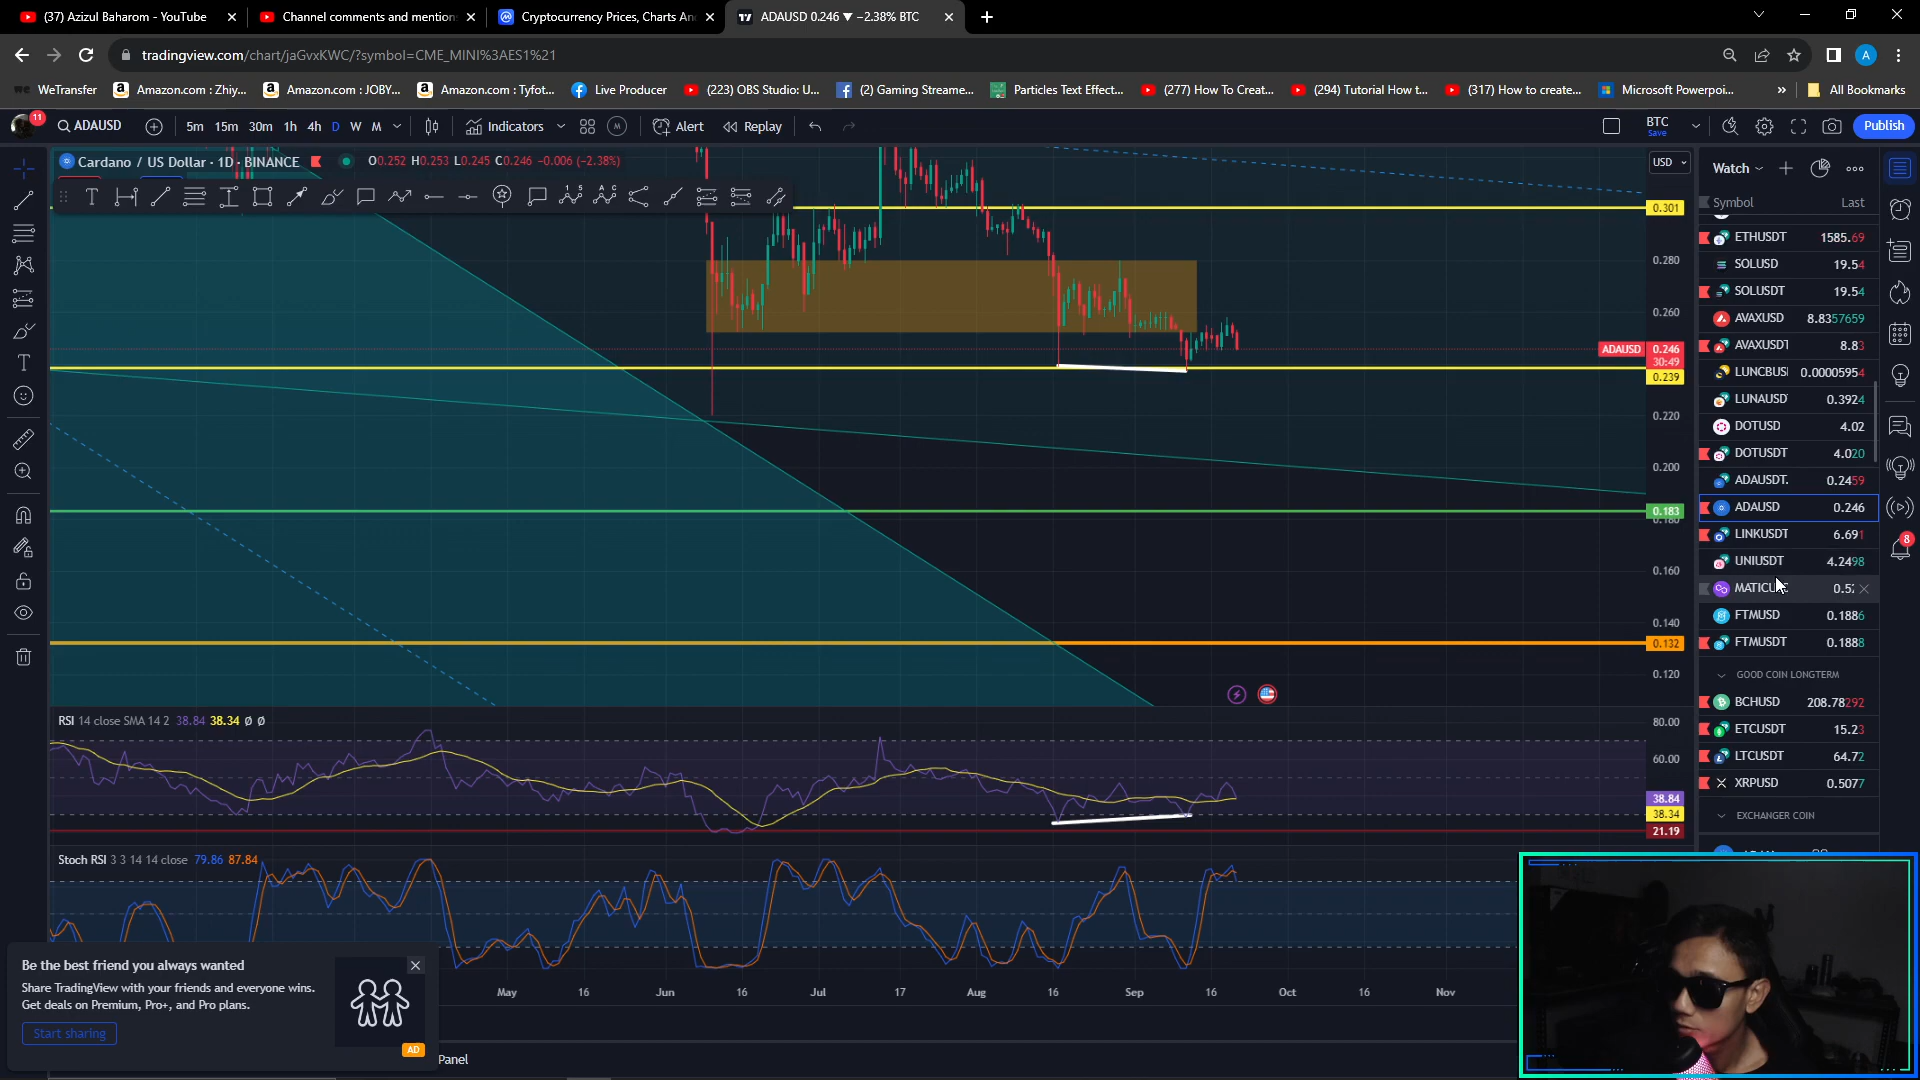 (37) Azizul Baharom - YouTube
Channel comments and mention
Cryptocurrency Prices, Charts An
ADAUSD 0.246 ▼ −2.38% BTC
tradingview.com/chart/jaGvxKWC/?symbol=CME_MINI%3AES1%21
A
WeTransfer
Amazon.com : Zhiy...
Amazon.com: JOBY...
Amazon.com : Tyfot...
Live Producer
(223) OBS Studio: U...
(2) Gaming Streame...
Particles Text Effect...
(277) How To Creat...
(294) Tutorial How t...
(317) How to create...
Microsoft Powerpoi...
»
All Bookmarks
11
ADAUSD
5m 15m 30m 1h 4h D W M
Indicators
M
Alert
Replay
BTC
Save
Publish
Cardano / US Dollar · 1D · BINANCE
O0.252 H0.253 L0.245 C0.246 −0.006 (−2.38%)
USD
0.301
0.280
0.260
ADAUSD 0.246
30:49
0.239
0.220
0.200
0.183
0.180
0.160
0.140
0.132
0.120
RSI 14 close SMA 14 2 38.84 38.34 Ø Ø
80.00
60.00
38.84
38.34
21.19
Stoch RSI 3 3 14 14 close 79.86 87.84
May 16 Jun 16 Jul 17 Aug 16 Sep 16 Oct 16 Nov
Watch
Symbol Last
ETHUSDT 1585.69
SOLUSD 19.54
SOLUSDT 19.54
AVAXUSD 8.8357659
AVAXUSDT 8.83
LUNCBUS 0.00005954
LUNAUSD 0.3924
DOTUSD 4.02
DOTUSDT 4.020
ADAUSDT. 0.2459
ADAUSD 0.246
LINKUSDT 6.691
UNIUSDT 4.2498
FTMUSD 0.1886
FTMUSDT 0.1888
GOOD COIN LONGTERM
BCHUSD 208.78292
ETCUSDT 15.23
LTCUSDT 64.72
XRPUSD 0.5077
EXCHANGER COIN
8
Be the best friend you always wanted
Share TradingView with your friends and everyone wins.
Get deals on Premium, Pro+, and Pro plans.
Start sharing
AD
Panel